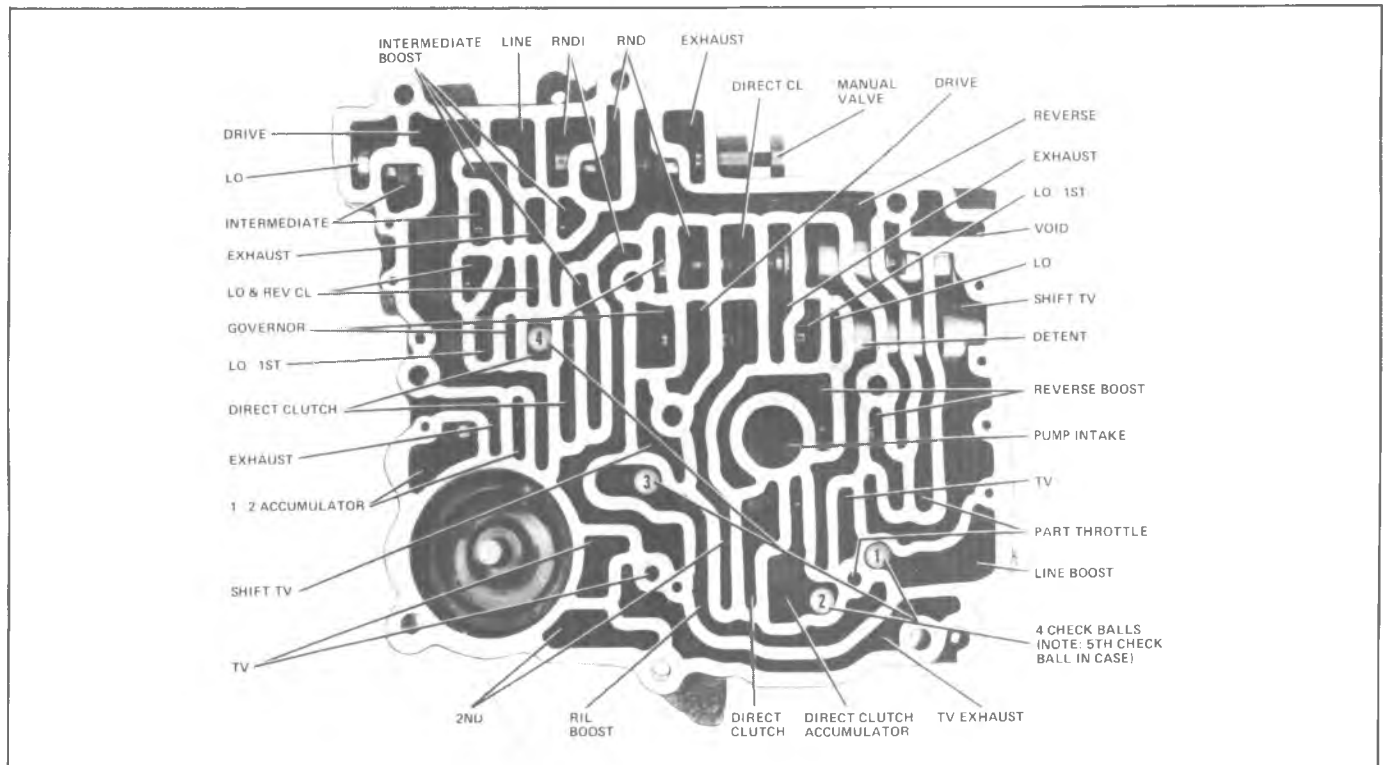 INTERMEDIATE
BOOST
LINE
RNDI
RND
EXHAUST
DIRECT CL
MANUAL
VALVE
DRIVE
DRIVE
LO
INTERMEDIATE
EXHAUST
LO & REV CL
GOVERNOR
LO 1ST
DIRECT CLUTCH
EXHAUST
1 2 ACCUMULATOR
SHIFT TV
TV
REVERSE
EXHAUST
LO 1ST
VOID
LO
SHIFT TV
DETENT
REVERSE BOOST
PUMP INTAKE
TV
PART THROTTLE
LINE BOOST
4 CHECK BALLS
(NOTE: 5TH CHECK
BALL IN CASE)
4
3
1
2
2ND
RIL
BOOST
DIRECT
CLUTCH
DIRECT CLUTCH
ACCUMULATOR
TV EXHAUST